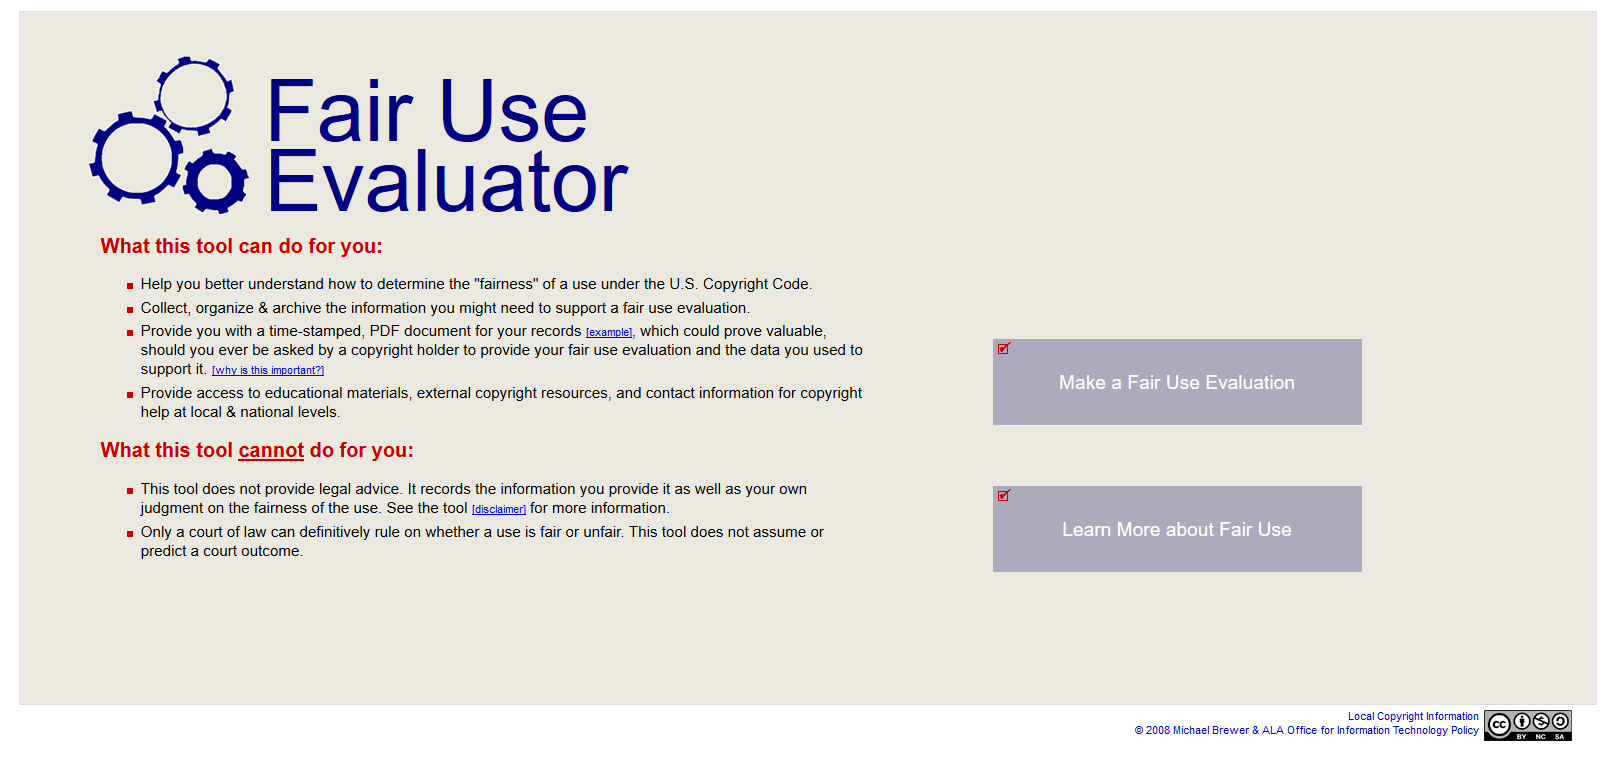 Fair Use
Evaluator
What this tool can do for you:
Help you better understand how to determine the "fairness" of a use under the U.S. Copyright Code.
Collect, organize & archive the information you might need to support a fair use evaluation.
Provide you with a time-stamped, PDF document for your records [example], which could prove valuable,
should you ever be asked by a copyright holder to provide your fair use evaluation and the data you used to
support it. [why is this important?]
Provide access to educational materials, external copyright resources, and contact information for copyright
help at local & national levels.
What this tool cannot do for you:
This tool does not provide legal advice. It records the information you provide it as well as your own
judgment on the fairness of the use. See the tool [disclaimer] for more information.
Only a court of law can definitively rule on whether a use is fair or unfair. This tool does not assume or
predict a court outcome.
Make a Fair Use Evaluation
Learn More about Fair Use
Local Copyright Information
© 2008 Michael Brewer & ALA Office for Information Technology Policy
cc
BY NC SA